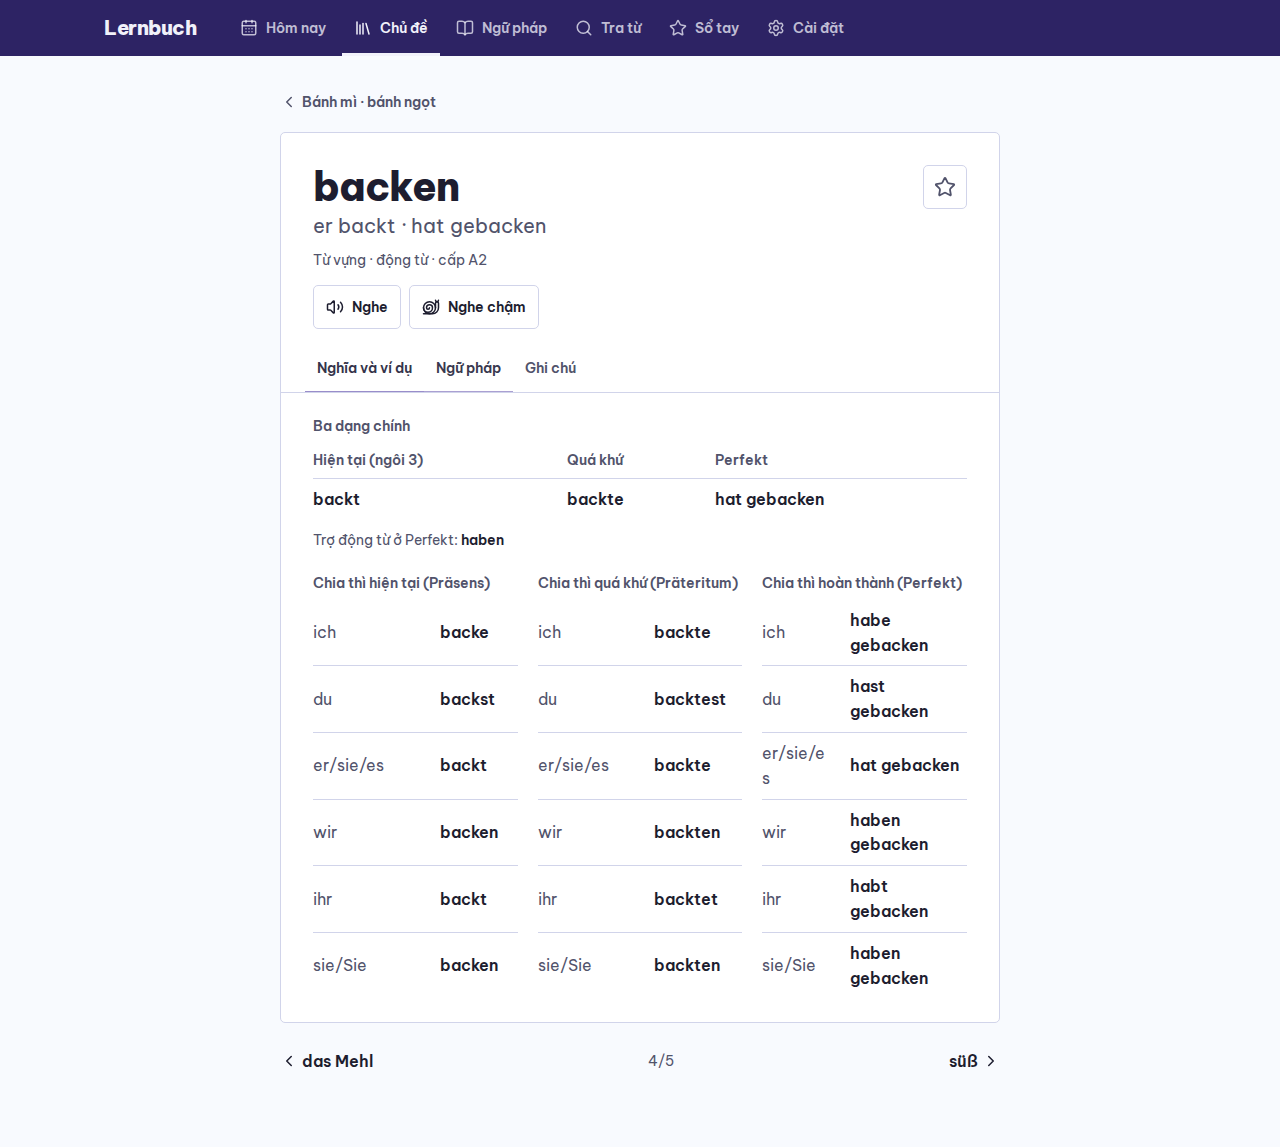 Lernbuch Hôm nay Chủ đề Ngữ pháp Tra từ Sổ tay Cài đặt
Bánh mì · bánh ngọt
backen
er backt · hat gebacken
Từ vựng · động từ · cấp A2
Nghe Nghe chậm
Nghĩa và ví dụ Ngữ pháp Ghi chú
Ba dạng chính
Hiện tại (ngôi 3) Quá khứ Perfekt
backt backte hat gebacken
Trợ động từ ở Perfekt: haben
Chia thì hiện tại (Präsens) Chia thì quá khứ (Präteritum) Chia thì hoàn thành (Perfekt)
ich backe ich backte ich habe gebacken
du backst du backtest du hast gebacken
er/sie/es backt er/sie/es backte er/sie/es hat gebacken
wir backen wir backten wir haben gebacken
ihr backt ihr backtet ihr habt gebacken
sie/Sie backen sie/Sie backten sie/Sie haben gebacken
das Mehl 4/5 süß